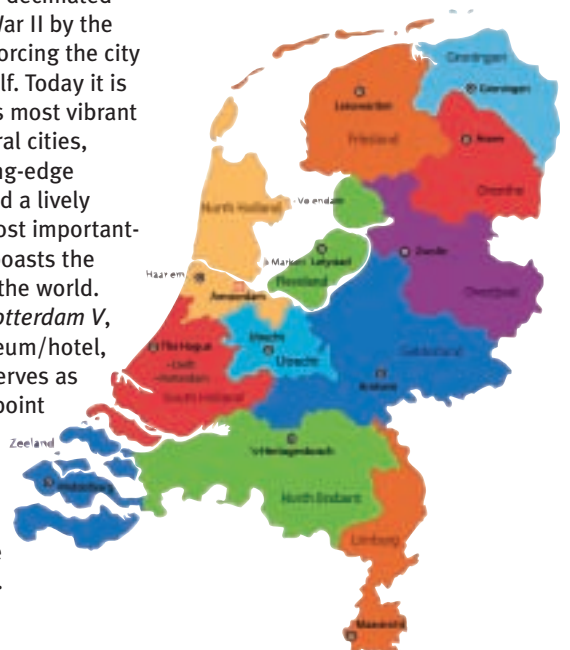 decimated
War II by the
orcing the city
lf. Today it is
s most vibrant
ral cities,
ng-edge
d a lively
ost important-
boasts the
the world.
otterdam V,
eum/hotel,
erves as
point
e
.
Groningen
Groningen
Leeuwarden
Friesland
Assen
Drenthe
North Holland
Volendam
Marken
Lelystad
Flevoland
Zwolle
Overijssel
Haarlem
Amsterdam
Utrecht
Utrecht
Gelderland
Arnhem
The Hague
Delft
Rotterdam
South Holland
Zeeland
Middelburg
's-Hertogenbosch
North Brabant
Limburg
Maastricht